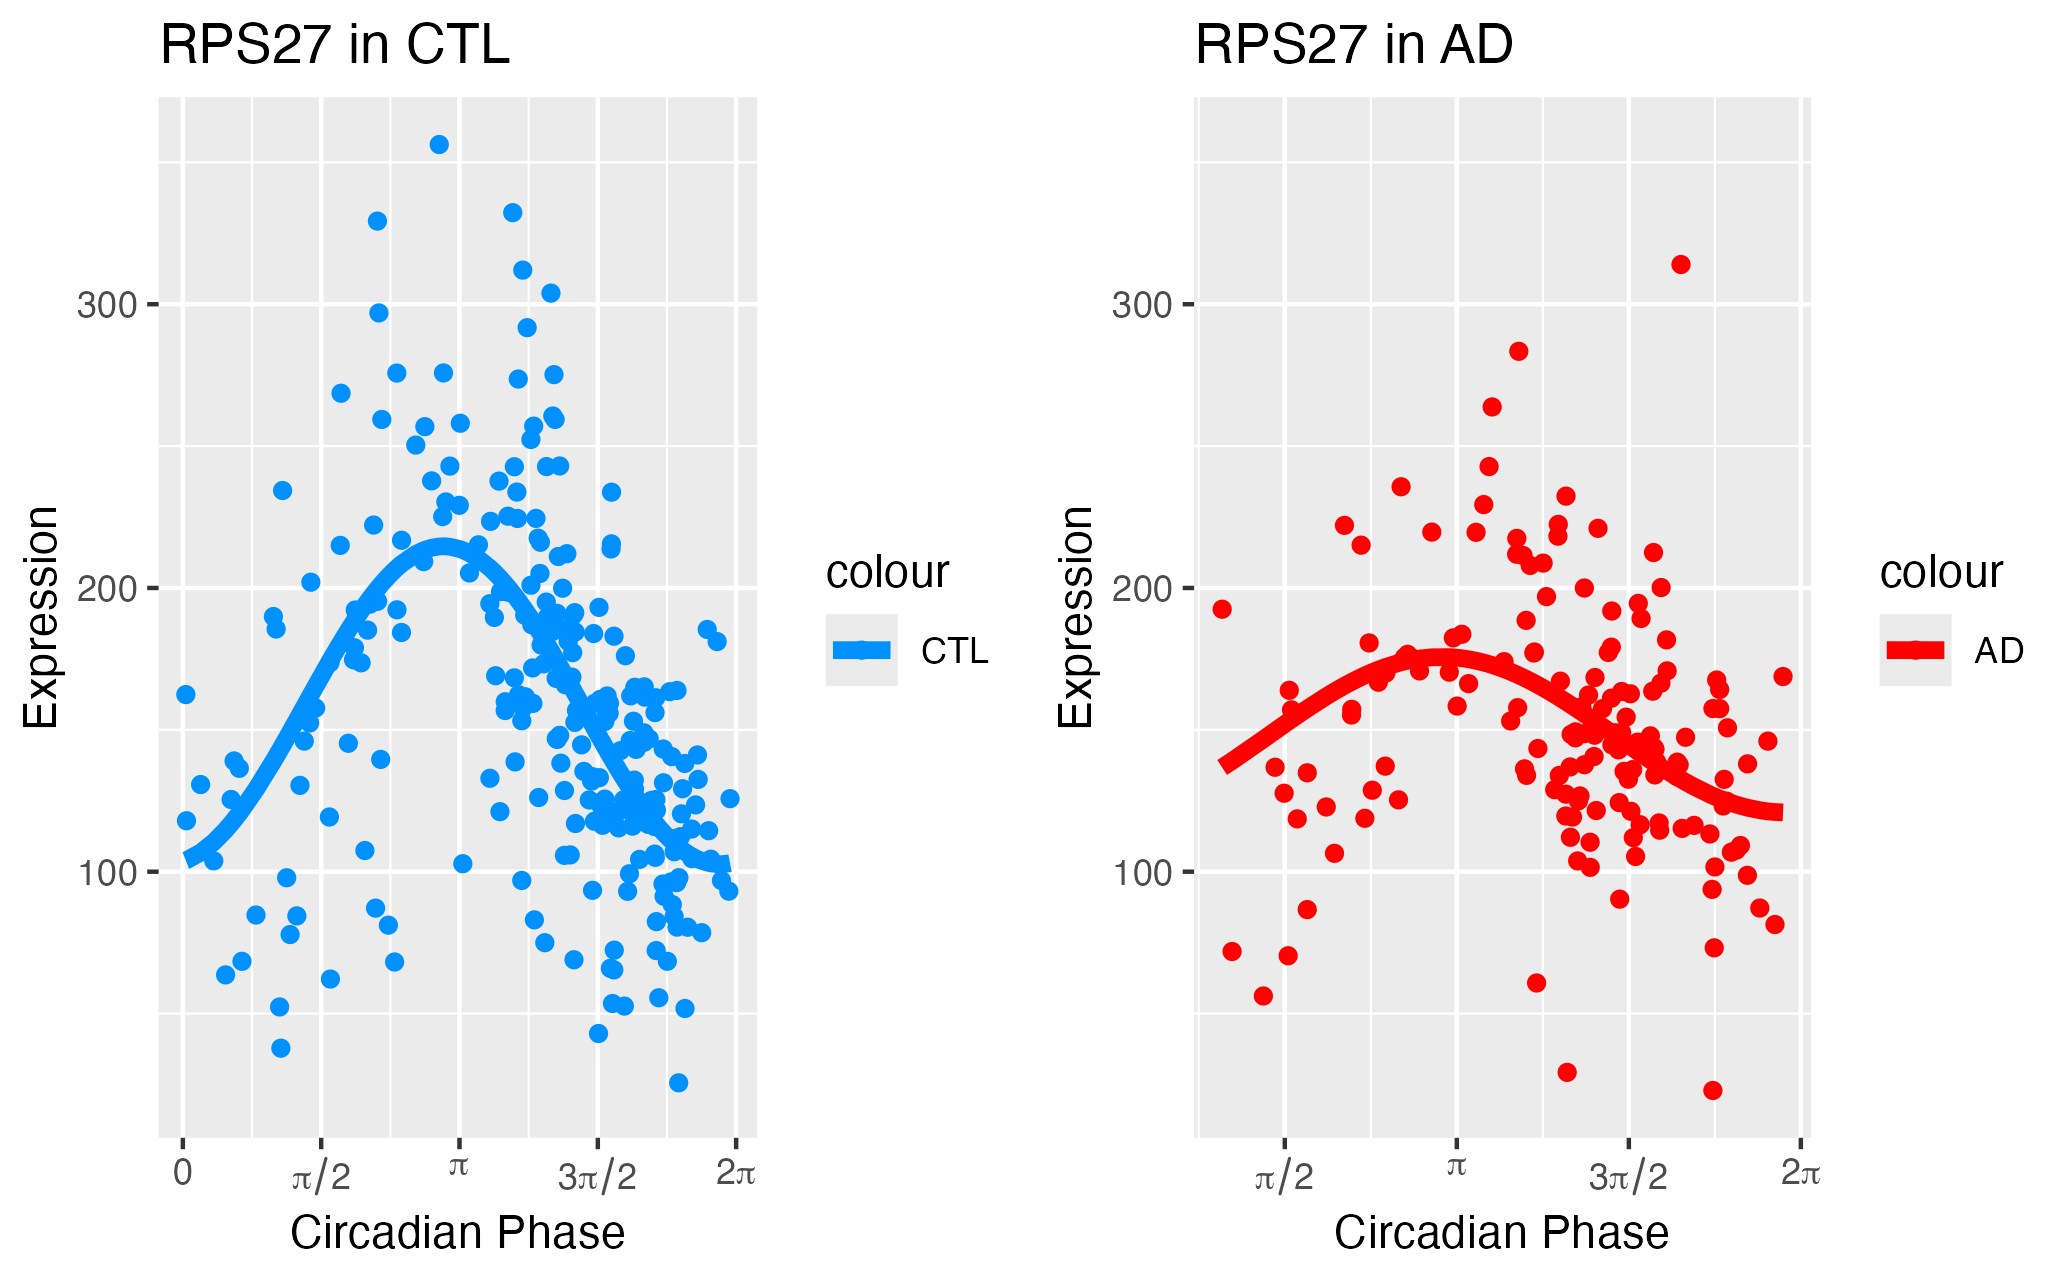 RPS27 in CTL
300
200
100
Expression
0
π/2
π
3π/2
2π
Circadian Phase
colour
CTL
RPS27 in AD
300
200
100
Expression
π/2
π
3π/2
2π
Circadian Phase
colour
AD